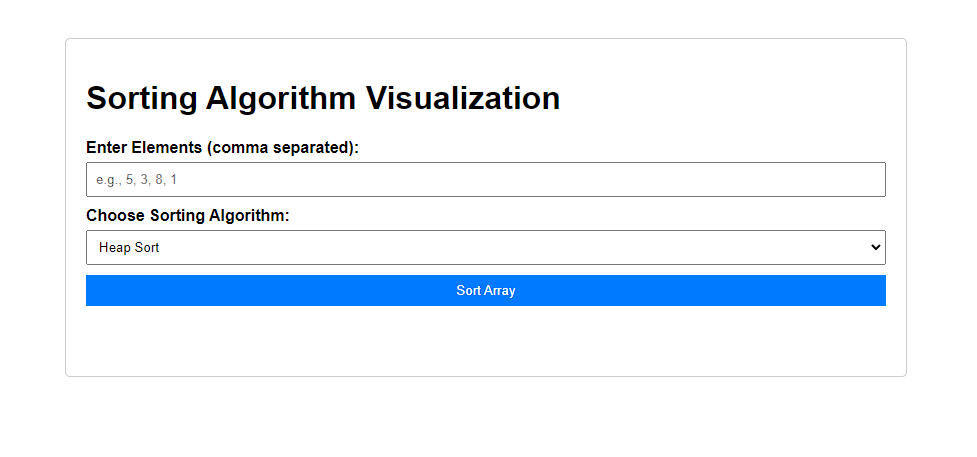 Sorting Algorithm Visualization
Enter Elements (comma separated):
e.g., 5, 3, 8, 1
Choose Sorting Algorithm:
Heap Sort
Sort Array